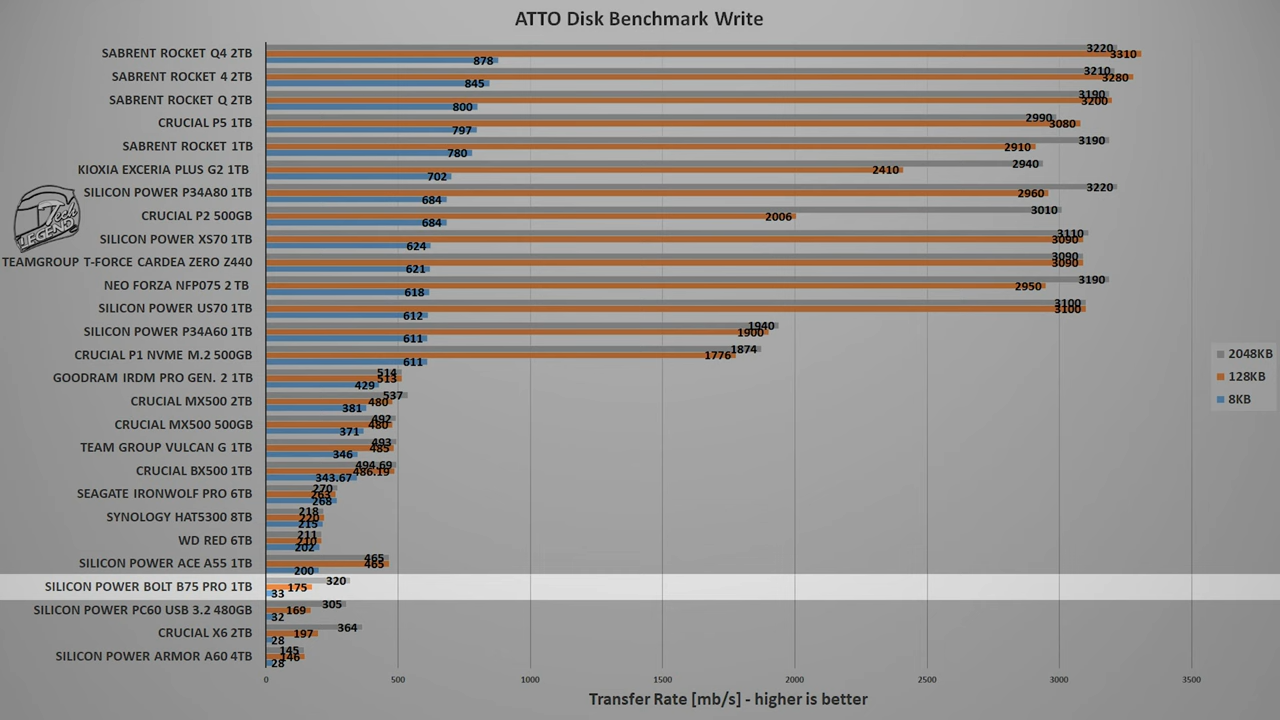 ATTO Disk Benchmark Write
SABRENT ROCKET Q4 2TB 3220 3310 878
SABRENT ROCKET 4 2TB 3210 3280 845
SABRENT ROCKET Q 2TB 3190 3200 800
CRUCIAL P5 1TB 2990 3080 797
SABRENT ROCKET 1TB 3190 2910 780
KIOXIA EXCERIA PLUS G2 1TB 2940 2410 702
SILICON POWER P34A80 1TB 3220 2960 684
CRUCIAL P2 500GB 3010 2006 684
SILICON POWER XS70 1TB 3110 3090 624
TEAMGROUP T-FORCE CARDEA ZERO Z440 3090 3090 621
NEO FORZA NFP075 2 TB 3190 2950 618
SILICON POWER US70 1TB 3100 3100 612
SILICON POWER P34A60 1TB 1940 1900 611
CRUCIAL P1 NVME M.2 500GB 1874 1776 611
GOODRAM IRDM PRO GEN. 2 1TB 514 513 429
CRUCIAL MX500 2TB 537 480 381
CRUCIAL MX500 500GB 492 480 371
TEAM GROUP VULCAN G 1TB 493 485 346
CRUCIAL BX500 1TB 494.69 486.19 343.67
SEAGATE IRONWOLF PRO 6TB 270 263 268
SYNOLOGY HAT5300 8TB 218 220 215
WD RED 6TB 211 210 202
SILICON POWER ACE A55 1TB 465 465 200
SILICON POWER BOLT B75 PRO 1TB 320 175 33
SILICON POWER PC60 USB 3.2 480GB 305 169 32
CRUCIAL X6 2TB 364 197 28
SILICON POWER ARMOR A60 4TB 145 146 28
0 500 1000 1500 2000 2500 3000 3500
Transfer Rate [mb/s] - higher is better
2048KB
128KB
8KB
Tech
LEGEND